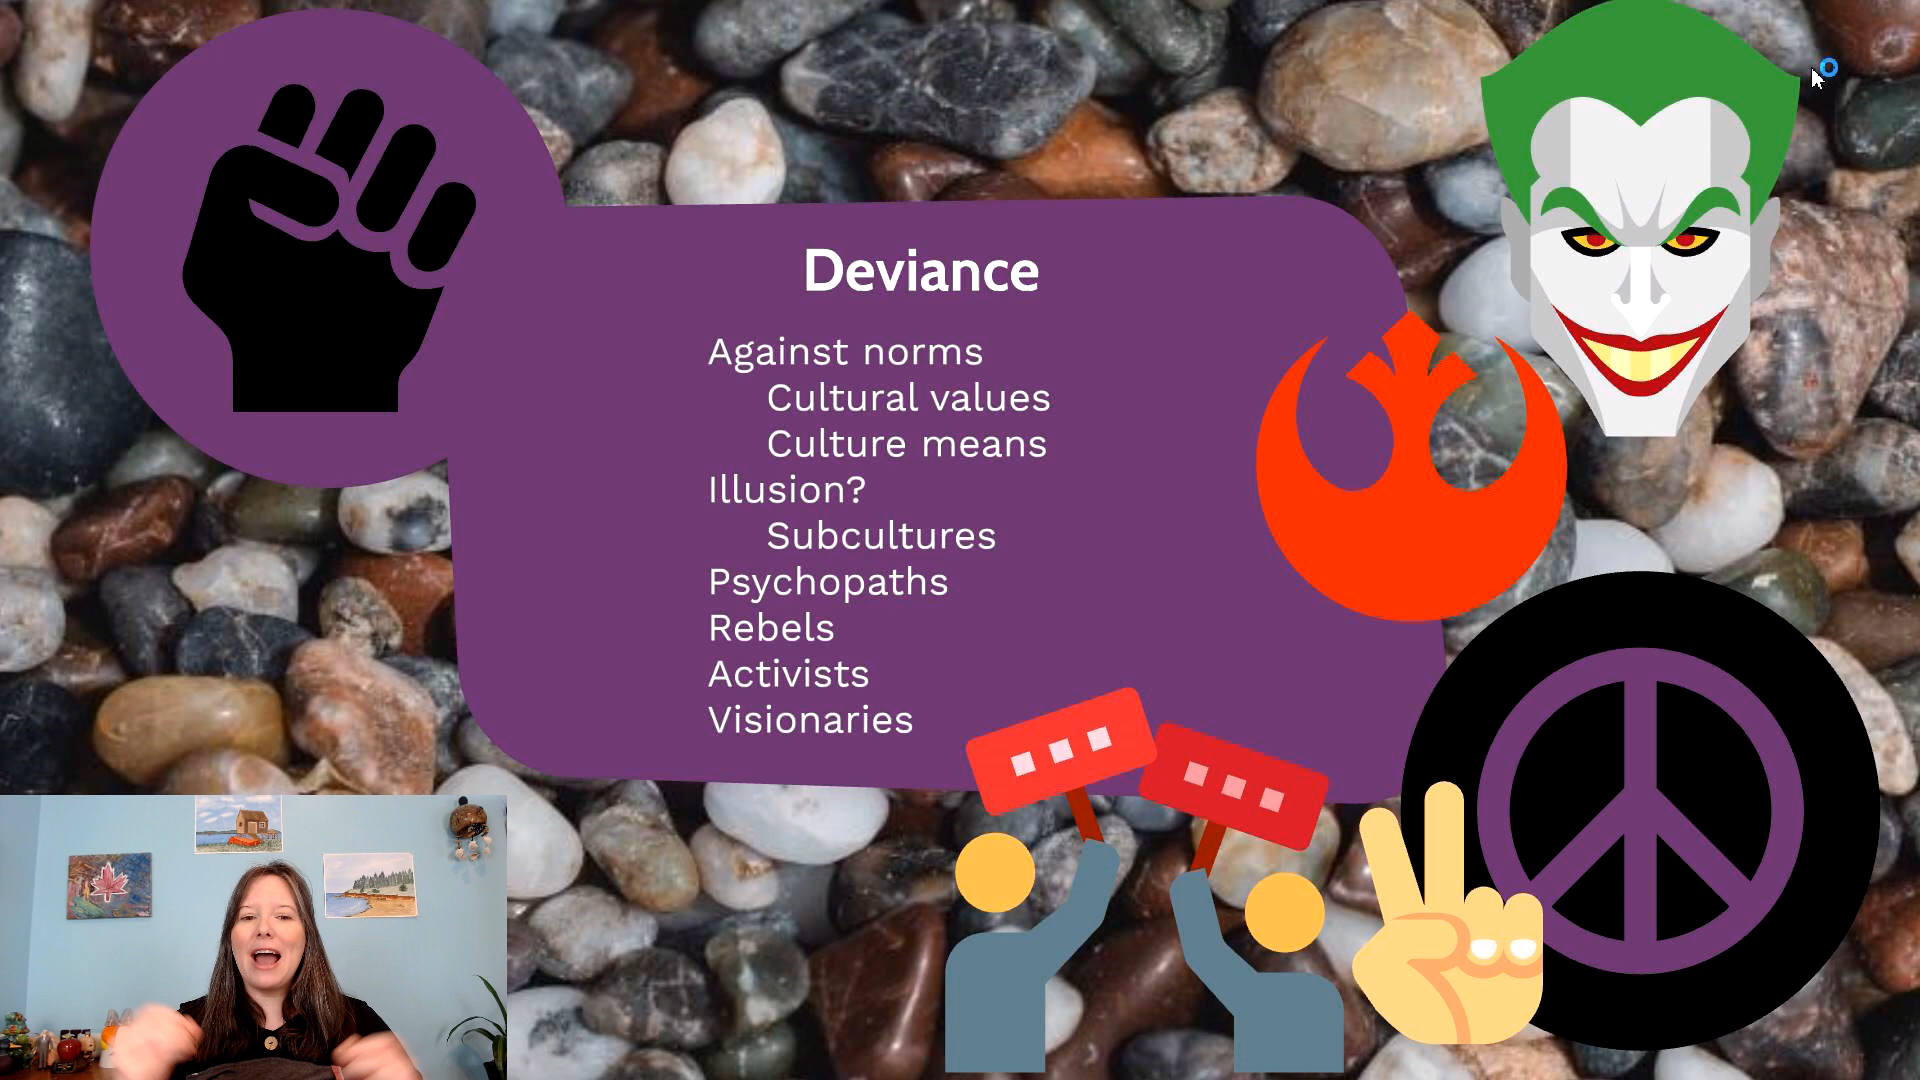 Deviance
Against norms
Cultural values
Culture means
Illusion?
Subcultures
Psychopaths
Rebels
Activists
Visionaries